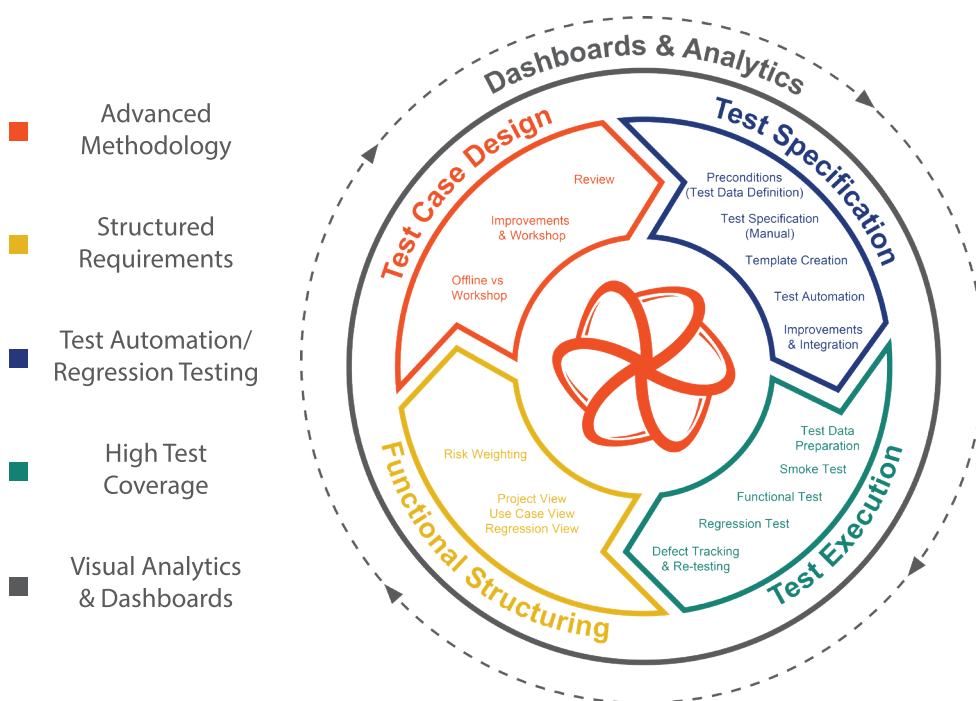 Advanced
Methodology
Structured
Requirements
Test Automation/
Regression Testing
High Test
Coverage
Visual Analytics
& Dashboards
Dashboards & Analytics
Test Case Design
Review
Improvements
& Workshop
Offline vs
Workshop
Test Specification
Preconditions
(Test Data Definition)
Test Specification
(Manual)
Template Creation
Test Automation
Improvements
& Integration
Test Execution
Test Data
Preparation
Smoke Test
Functional Test
Regression Test
Defect Tracking
& Re-testing
Functional Structuring
Risk Weighting
Project View
Use Case View
Regression View